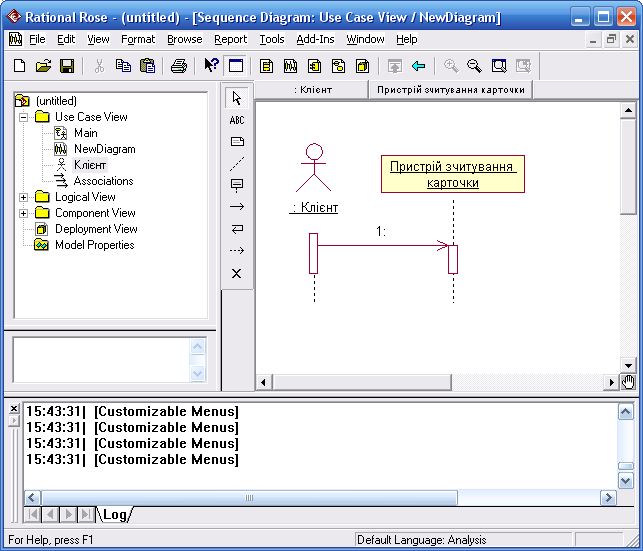 Rational Rose - (untitled) - [Sequence Diagram: Use Case View / NewDiagram]
File Edit View Format Browse Report Tools Add-Ins Window Help
(untitled)
Use Case View
Main
NewDiagram
Клієнт
Associations
Logical View
Component View
Deployment View
Model Properties
ABC
: Клієнт Пристрій зчитування карточки
Пристрій зчитування
карточки
: Клієнт
1:
15:43:31| [Customizable Menus]
15:43:31| [Customizable Menus]
15:43:31| [Customizable Menus]
15:43:31| [Customizable Menus]
Log
For Help, press F1 Default Language: Analysis